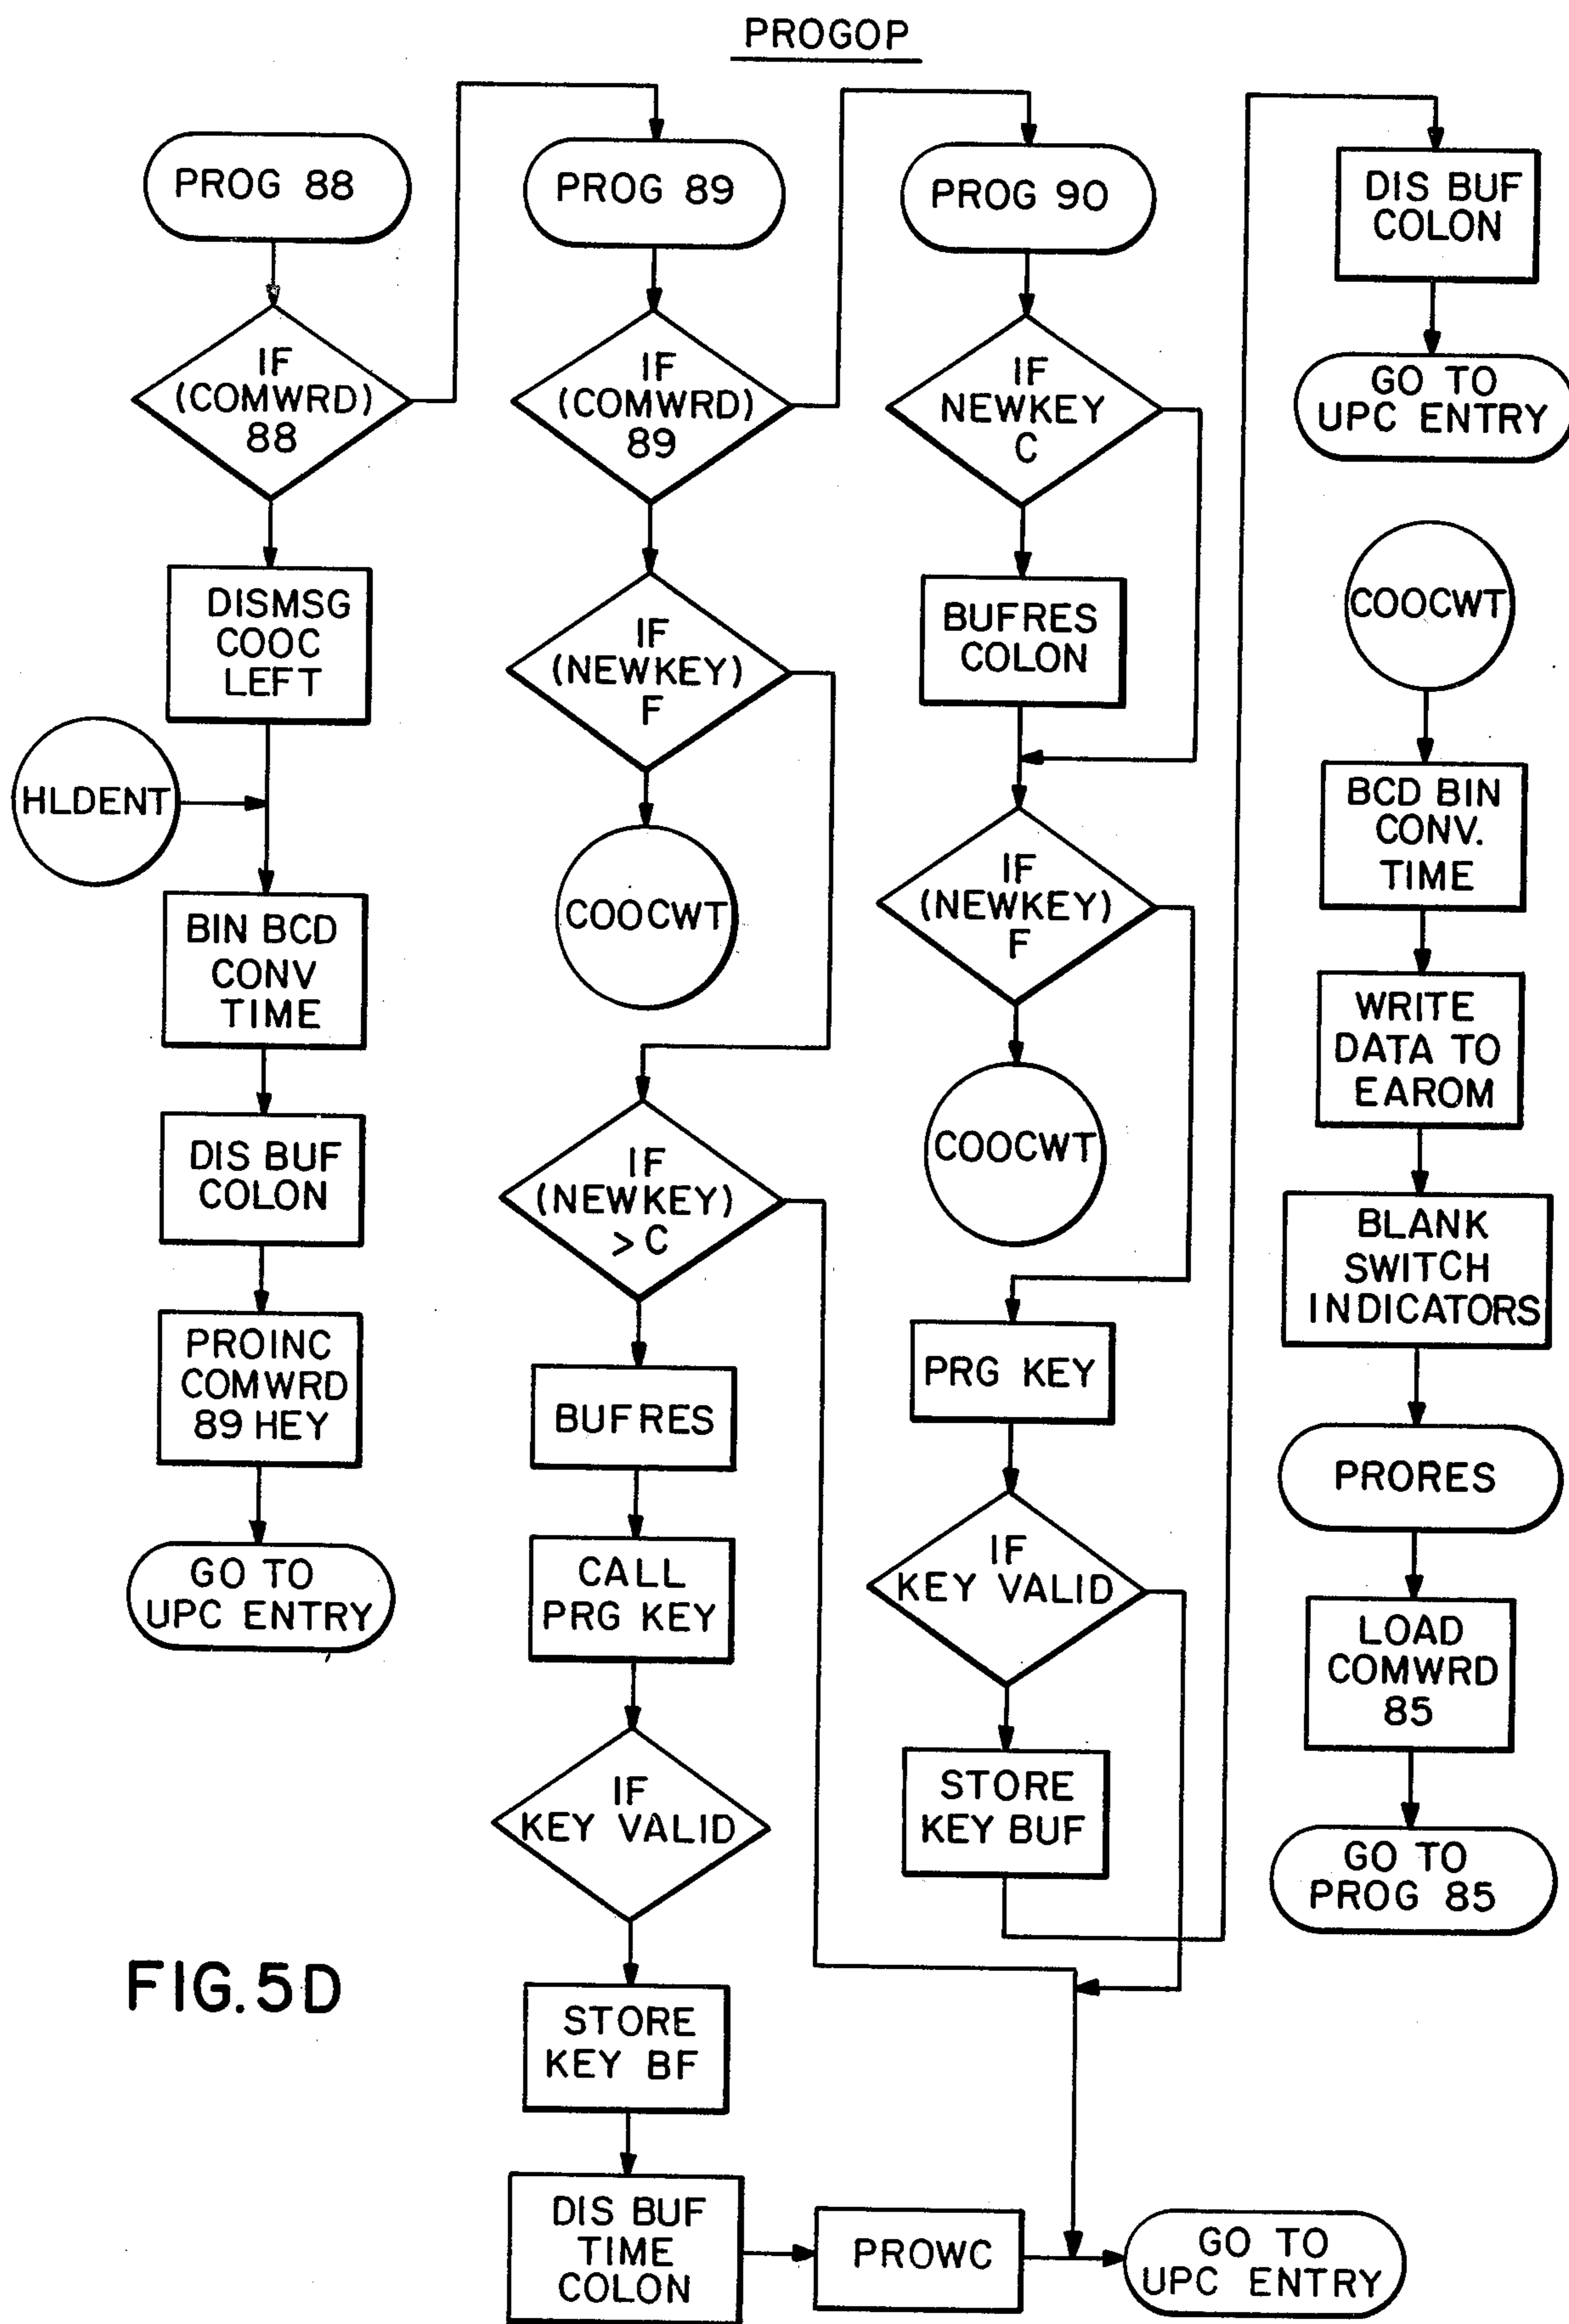 PROGOP
PROG 88
IF
(COMWRD)
88
DISMSG
COOC
LEFT
HLDENT
BIN BCD
CONV
TIME
DIS BUF
COLON
PROINC
COMWRD
89 HEY
GO TO
UPC ENTRY
PROG 89
IF
(COMWRD)
89
IF
(NEWKEY)
F
COOCWT
IF
(NEWKEY)
> C
BUFRES
CALL
PRG KEY
IF
KEY VALID
STORE
KEY BF
DIS BUF
TIME
COLON
PROWC
GO TO
UPC ENTRY
PROG 90
IF
NEWKEY
C
BUFRES
COLON
IF
(NEWKEY)
F
COOCWT
PRG KEY
IF
KEY VALID
STORE
KEY BUF
DIS BUF
COLON
GO TO
UPC ENTRY
COOCWT
BCD BIN
CONV.
TIME
WRITE
DATA TO
EAROM
BLANK
SWITCH
INDICATORS
PRORES
LOAD
COMWRD
85
GO TO
PROG 85
FIG. 5D